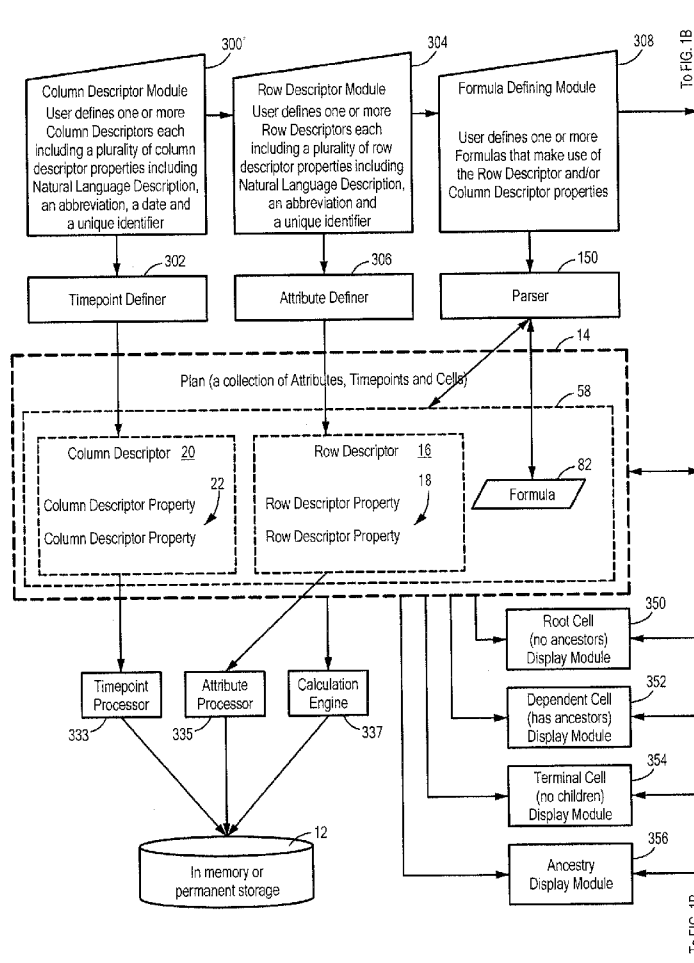 300'
304
308
To FIG. 1B
Column Descriptor Module
User defines one or more
Column Descriptors each
including a plurality of column
descriptor properties including
Natural Language Description,
an abbreviation, a date and
a unique identifier
Row Descriptor Module
User defines one or more
Row Descriptors each
including a plurality of row
descriptor properties including
Natural Language Description,
an abbreviation and
a unique identifier
Formula Defining Module
User defines one or more
Formulas that make use of
the Row Descriptor and/or
Column Descriptor properties
302
306
150
Timepoint Definer
Attribute Definer
Parser
14
Plan (a collection of Attributes, Timepoints and Cells)
58
Column Descriptor 20
22
Column Descriptor Property
Column Descriptor Property
Row Descriptor 16
18
Row Descriptor Property
Row Descriptor Property
82
Formula
Timepoint
Processor
333
Attribute
Processor
335
Calculation
Engine
337
350
Root Cell
(no ancestors)
Display Module
352
Dependent Cell
(has ancestors)
Display Module
354
Terminal Cell
(no children)
Display Module
356
Ancestry
Display Module
12
In memory or
permanent storage
To FIG. 1B